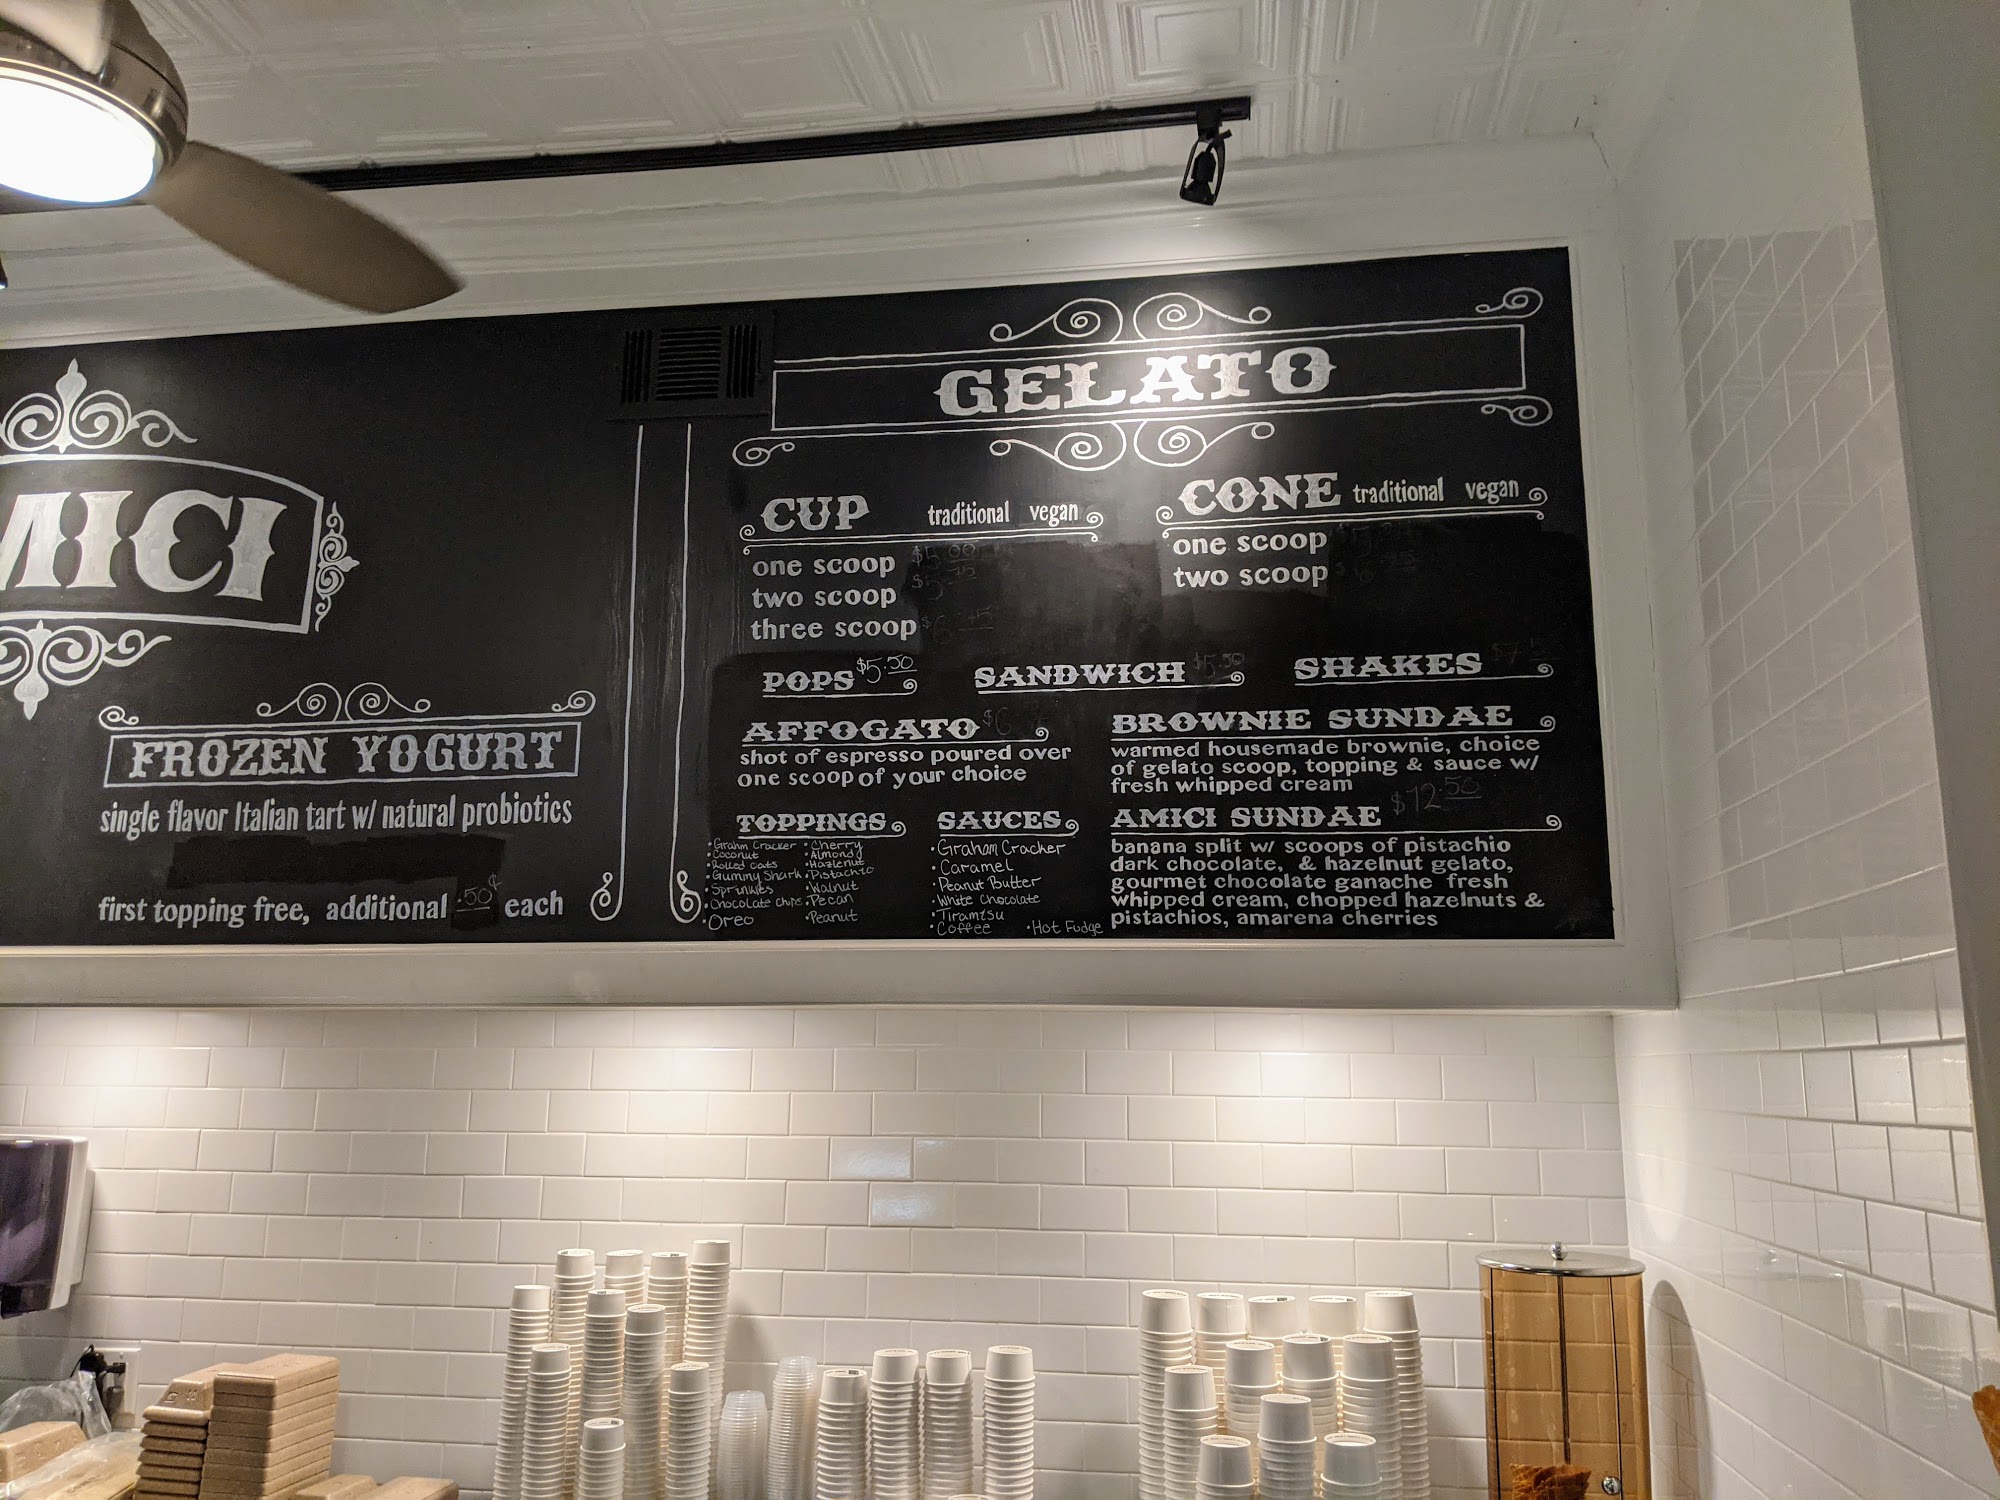 MICI
FROZEN YOGURT
single flavor Italian tart w/ natural probiotics
first topping free, additional .50¢ each
GELATO
CUP traditional vegan
one scoop $5.00
two scoop $5.75
three scoop
CONE traditional vegan
one scoop
two scoop
POPS $5.50
SANDWICH $5.50
SHAKES
AFFOGATO
shot of espresso poured over
one scoop of your choice
BROWNIE SUNDAE
warmed housemade brownie, choice
of gelato scoop, topping & sauce w/
fresh whipped cream
AMICI SUNDAE $12.50
banana split w/ scoops of pistachio
dark chocolate, & hazelnut gelato,
gourmet chocolate ganache fresh
whipped cream, chopped hazelnuts &
pistachios, amarena cherries
TOPPINGS
• Graham Cracker
• Coconut
• Rolled oats
• Gummy Shark
• Sprinkles
• Chocolate chips
• Oreo
• Cherry
• Almond
• Hazlenut
• Pistachio
• Walnut
• Pecan
• Peanut
SAUCES
• Graham Cracker
• Caramel
• Peanut Butter
• White Chocolate
• Tiramisu
• Coffee
• Hot Fudge